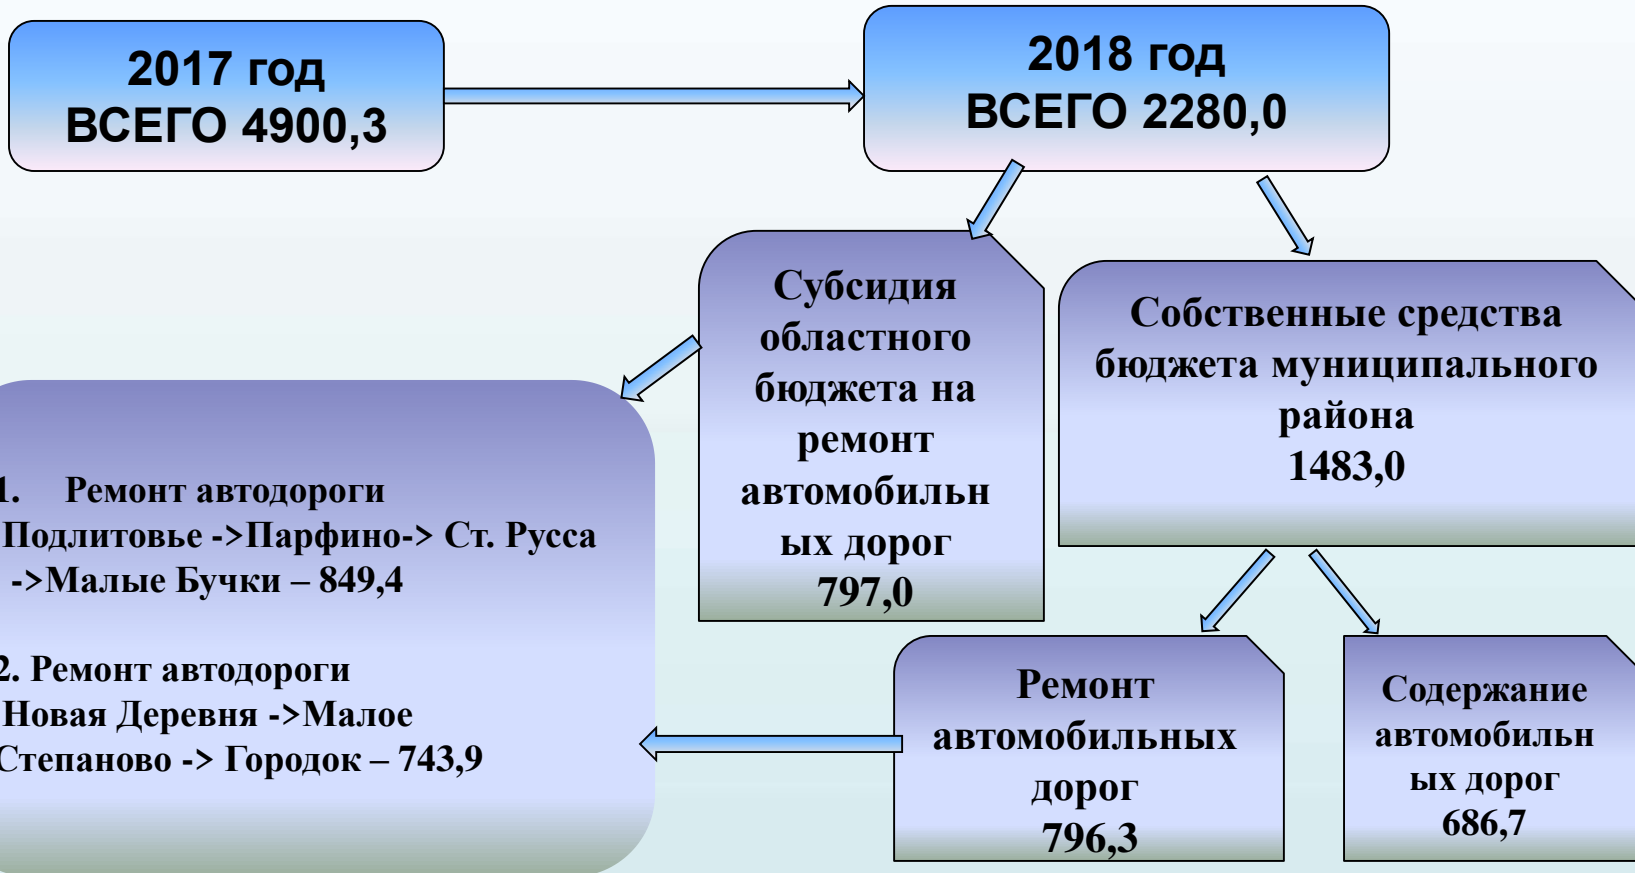 2017 год
ВСЕГО 4900,3
2018 год
ВСЕГО 2280,0
Субсидия
областного
бюджета на
ремонт
автомобильн
ых дорог
797,0
Собственные средства
бюджета муниципального
района
1483,0
1. Ремонт автодороги
Подлитовье ->Парфино-> Ст. Русса
->Малые Бучки – 849,4
2. Ремонт автодороги
Новая Деревня ->Малое
Степаново -> Городок – 743,9
Ремонт
автомобильных
дорог
796,3
Содержание
автомобильн
ых дорог
686,7